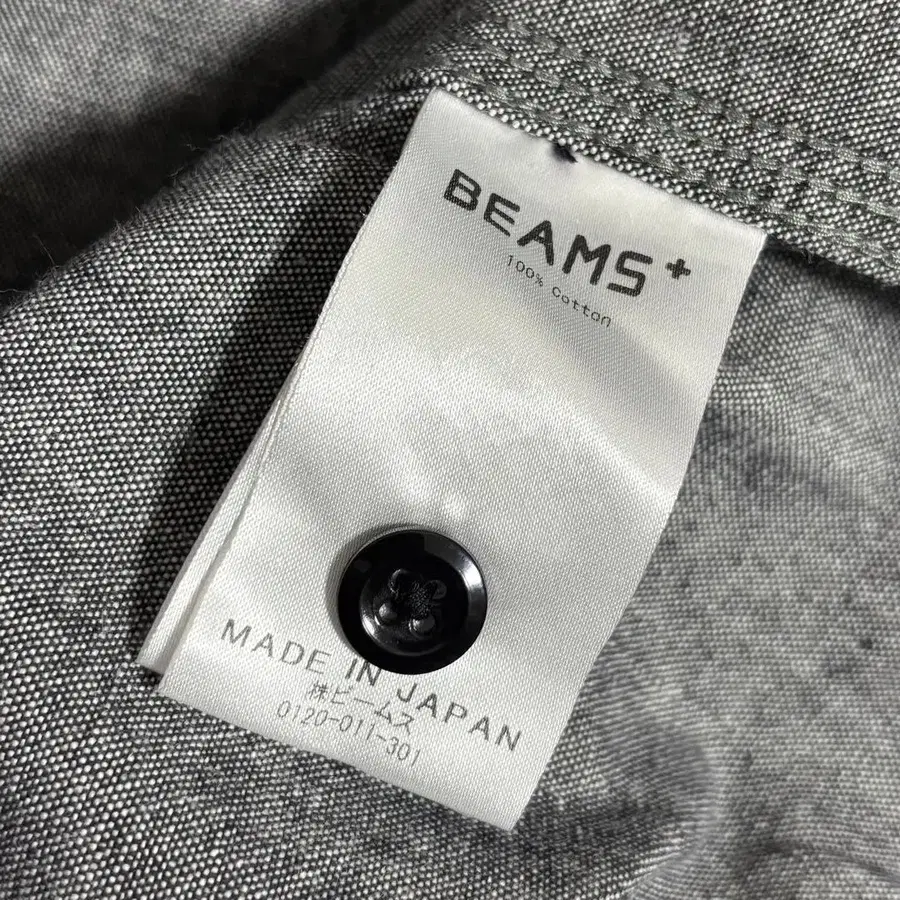 BEAMS+
100% cotton
MADE IN JAPAN
㈱ビームス
0120-011-301